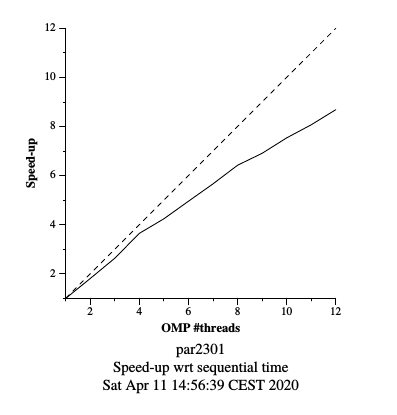 12
10
8
6
4
2
Speed-up
2 4 6 8 10 12
OMP #threads
par2301
Speed-up wrt sequential time
Sat Apr 11 14:56:39 CEST 2020